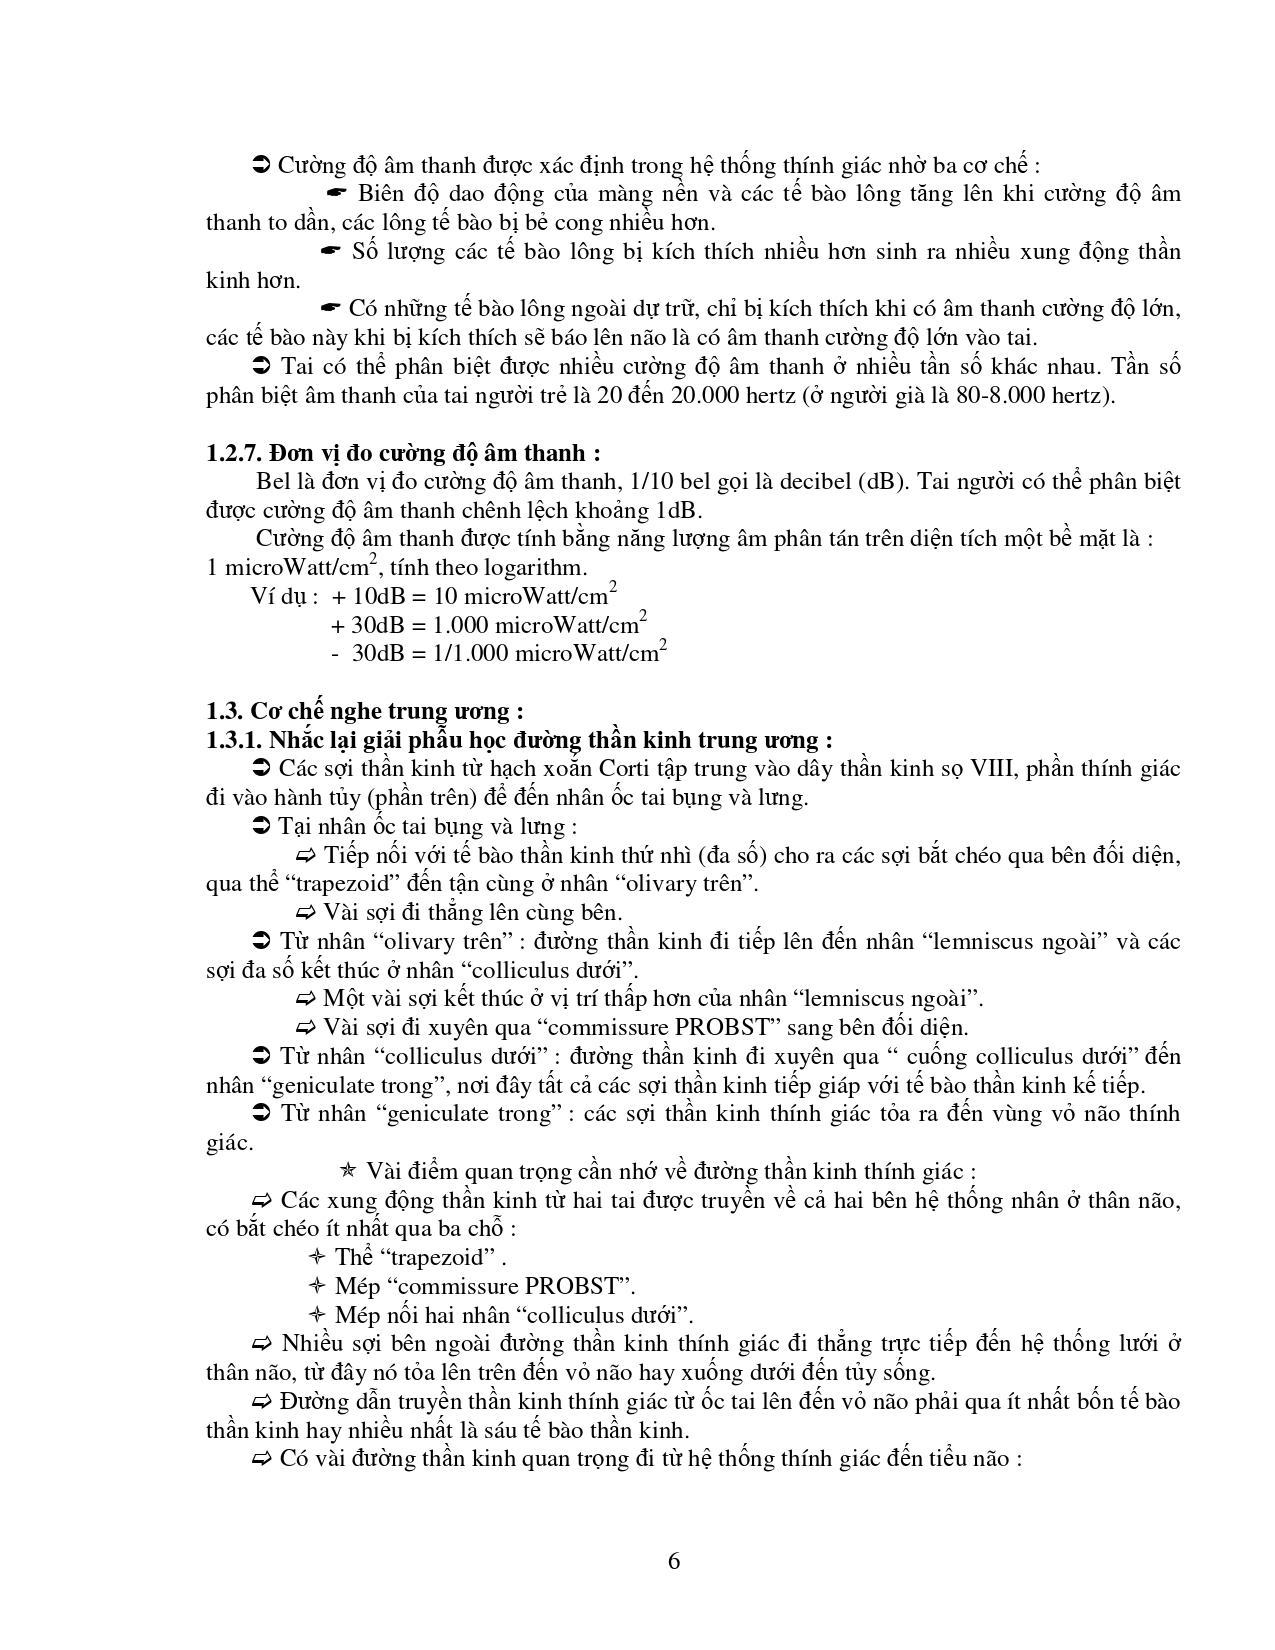 ➲ Cường độ âm thanh được xác định trong hệ thống thính giác nhờ ba cơ chế :
☛ Biên độ dao động của màng nền và các tế bào lông tăng lên khi cường độ âm
thanh to dần, các lông tế bào bị bẻ cong nhiều hơn.
☛ Số lượng các tế bào lông bị kích thích nhiều hơn sinh ra nhiều xung động thần
kinh hơn.
☛ Có những tế bào lông ngoài dự trữ, chỉ bị kích thích khi có âm thanh cường độ lớn,
các tế bào này khi bị kích thích sẽ báo lên não là có âm thanh cường độ lớn vào tai.
➲ Tai có thể phân biệt được nhiều cường độ âm thanh ở nhiều tần số khác nhau. Tần số
phân biệt âm thanh của tai người trẻ là 20 đến 20.000 hertz (ở người già là 80-8.000 hertz).
1.2.7. Đơn vị đo cường độ âm thanh :
Bel là đơn vị đo cường độ âm thanh, 1/10 bel gọi là decibel (dB). Tai người có thể phân biệt
được cường độ âm thanh chênh lệch khoảng 1dB.
Cường độ âm thanh được tính bằng năng lượng âm phân tán trên diện tích một bề mặt là :
1 microWatt/cm², tính theo logarithm.
Ví dụ : + 10dB = 10 microWatt/cm²
+ 30dB = 1.000 microWatt/cm²
- 30dB = 1/1.000 microWatt/cm²
1.3. Cơ chế nghe trung ương :
1.3.1. Nhắc lại giải phẫu học đường thần kinh trung ương :
➲ Các sợi thần kinh từ hạch xoắn Corti tập trung vào dây thần kinh sọ VIII, phần thính giác
đi vào hành tủy (phần trên) để đến nhân ốc tai bụng và lưng.
➲ Tại nhân ốc tai bụng và lưng :
➯ Tiếp nối với tế bào thần kinh thứ nhì (đa số) cho ra các sợi bắt chéo qua bên đối diện,
qua thể “trapezoid” đến tận cùng ở nhân “olivary trên”.
➯ Vài sợi đi thẳng lên cùng bên.
➲ Từ nhân “olivary trên” : đường thần kinh đi tiếp lên đến nhân “lemniscus ngoài” và các
sợi đa số kết thúc ở nhân “colliculus dưới”.
➯ Một vài sợi kết thúc ở vị trí thấp hơn của nhân “lemniscus ngoài”.
➯ Vài sợi đi xuyên qua “commissure PROBST” sang bên đối diện.
➲ Từ nhân “colliculus dưới” : đường thần kinh đi xuyên qua “ cuống colliculus dưới” đến
nhân “geniculate trong”, nơi đây tất cả các sợi thần kinh tiếp giáp với tế bào thần kinh kế tiếp.
➲ Từ nhân “geniculate trong” : các sợi thần kinh thính giác tỏa ra đến vùng vỏ não thính
giác.
✯ Vài điểm quan trọng cần nhớ về đường thần kinh thính giác :
➯ Các xung động thần kinh từ hai tai được truyền về cả hai bên hệ thống nhân ở thân não,
có bắt chéo ít nhất qua ba chỗ :
✧ Thể “trapezoid” .
✧ Mép “commissure PROBST”.
✧ Mép nối hai nhân “colliculus dưới”.
➯ Nhiều sợi bên ngoài đường thần kinh thính giác đi thẳng trực tiếp đến hệ thống lưới ở
thân não, từ đây nó tỏa lên trên đến vỏ não hay xuống dưới đến tủy sống.
➯ Đường dẫn truyền thần kinh thính giác từ ốc tai lên đến vỏ não phải qua ít nhất bốn tế bào
thần kinh hay nhiều nhất là sáu tế bào thần kinh.
➯ Có vài đường thần kinh quan trọng đi từ hệ thống thính giác đến tiểu não :
6